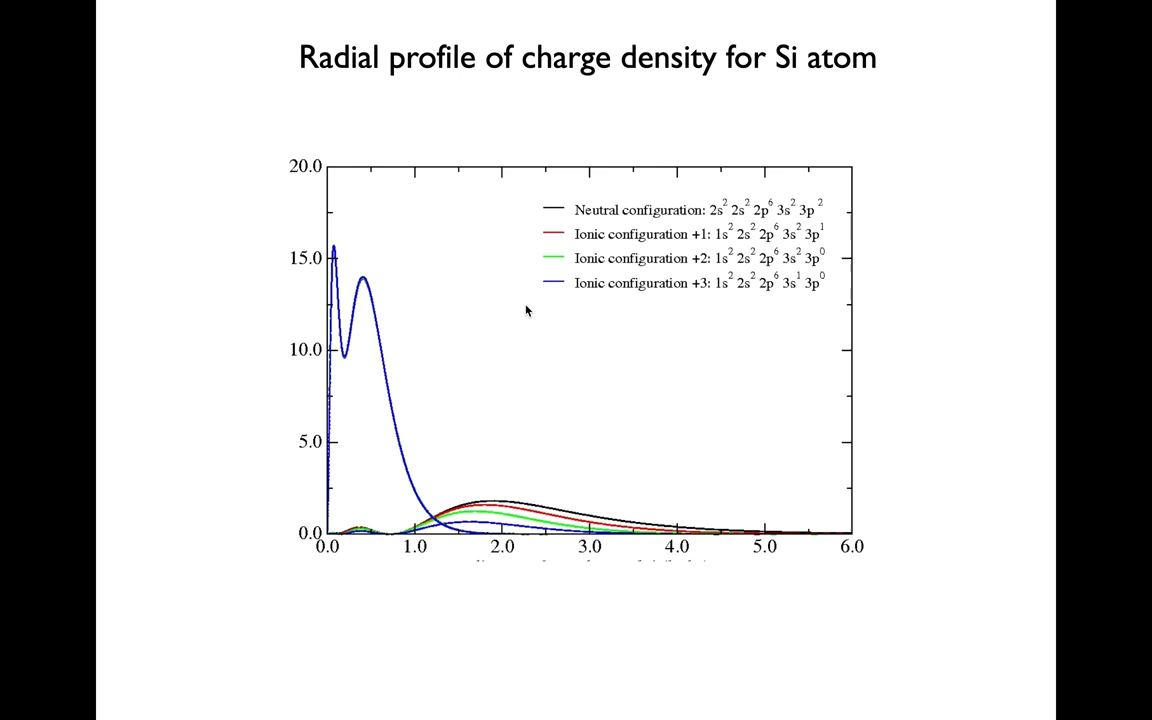 Radial profile of charge density for Si atom
20.0
Neutral configuration: 2s² 2s² 2p⁶ 3s² 3p²
Ionic configuration +1: 1s² 2s² 2p⁶ 3s² 3p¹
15.0
Ionic configuration +2: 1s² 2s² 2p⁶ 3s² 3p⁰
Ionic configuration +3: 1s² 2s² 2p⁶ 3s¹ 3p⁰
10.0
5.0
0.0
0.0 1.0 2.0 3.0 4.0 5.0 6.0